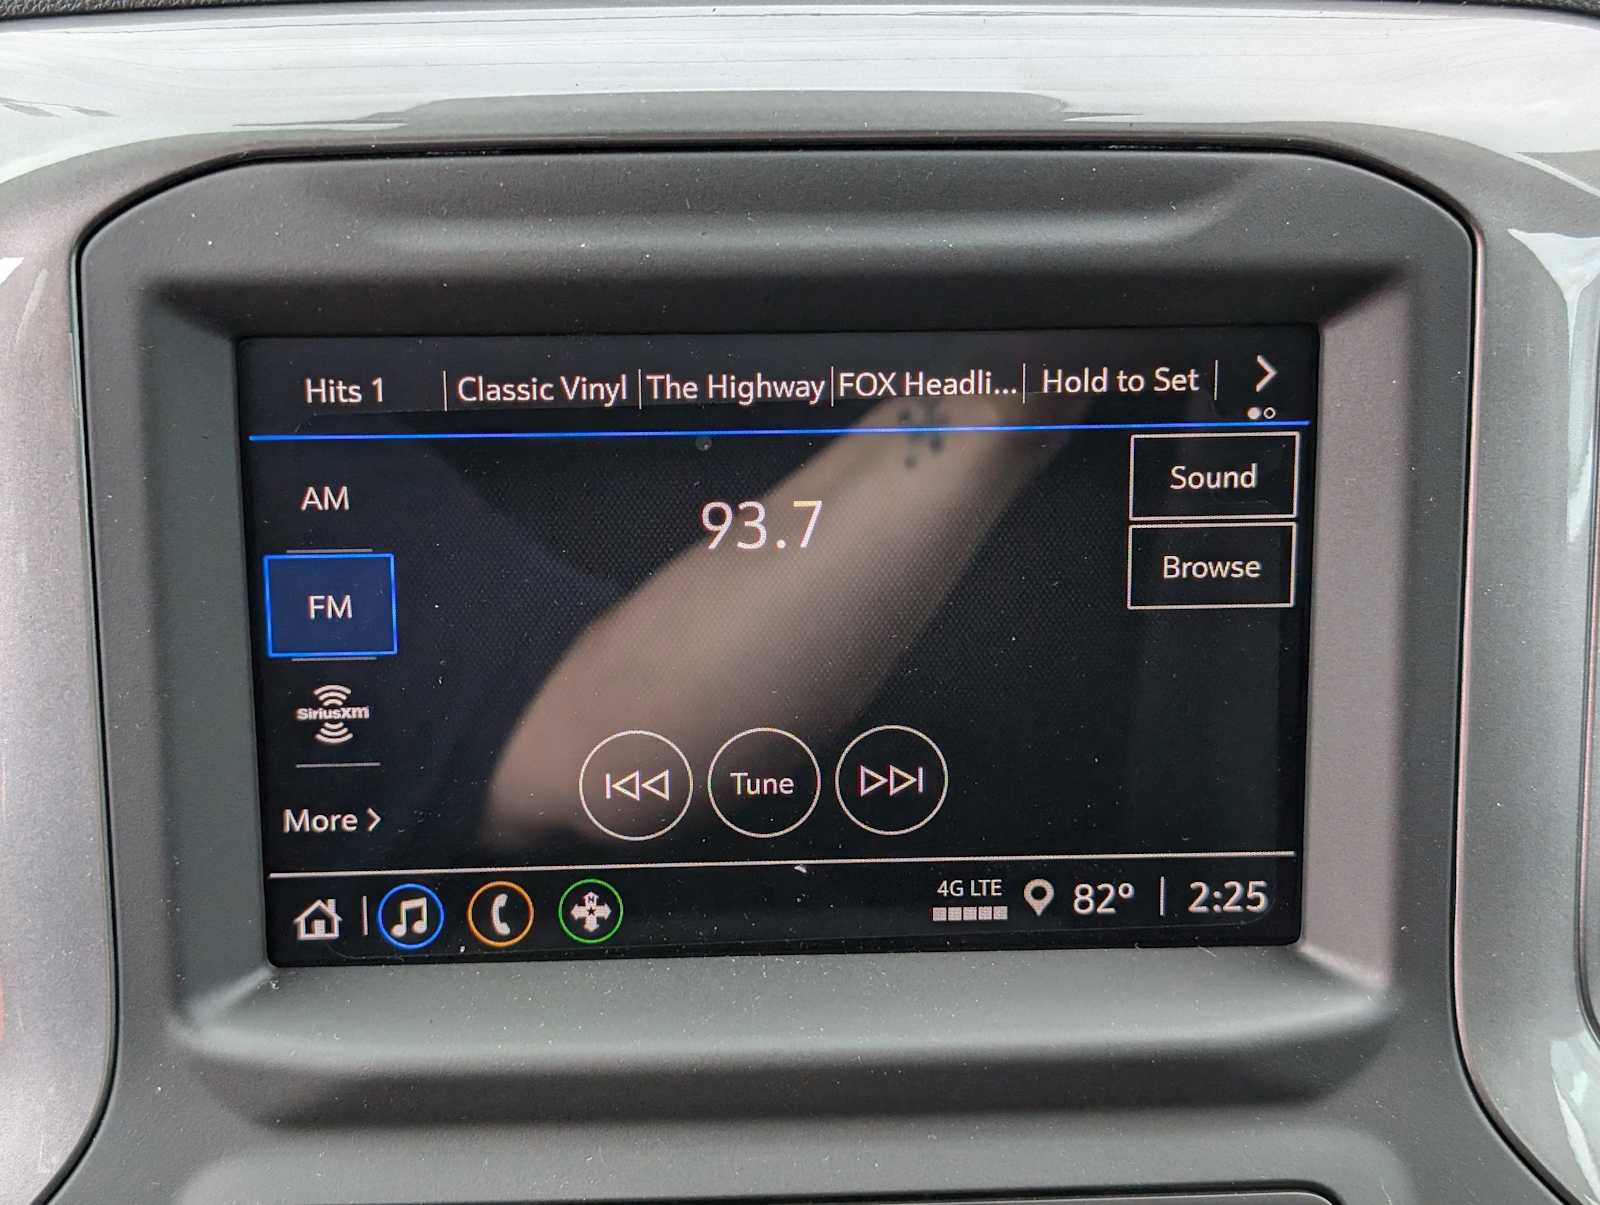 Hits 1 Classic Vinyl The Highway FOX Headli... Hold to Set
Sound
AM
93.7
Browse
FM
SiriusXm
Tune
More
4G LTE
82° 2:25